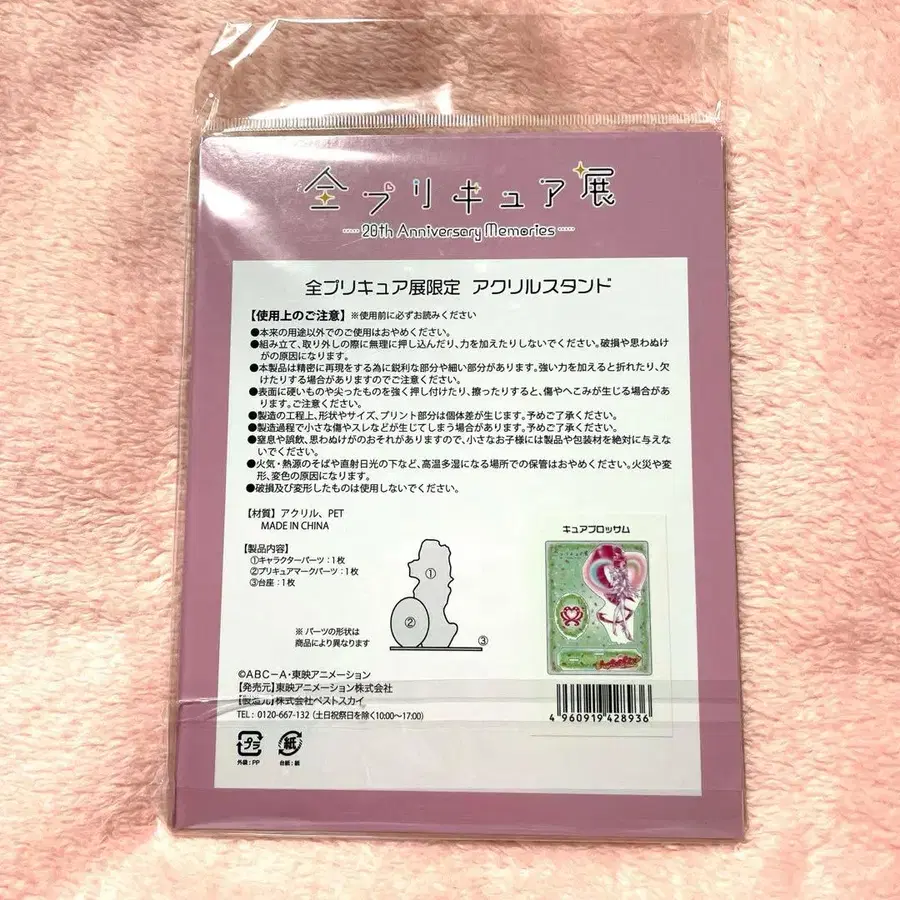 全プリキュア展
20th Anniversary Memories
全プリキュア展限定 アクリルスタンド
【使用上のご注意】 ※使用前に必ずお読みください
●本来の用途以外でのご使用はおやめください。
●組み立て、取り外しの際に無理に押し込んだり、力を加えたりしないでください。破損や思わぬけ
がの原因になります。
●本製品は精密に再現をする為に鋭利な部分や細い部分があります。強い力を加えると折れたり、欠
けたりする場合がありますのでご注意ください。
●表面に硬いものや尖ったものを強く押し付けたり、擦ったりすると、傷やへこみが生じる場合があ
ります。ご注意ください。
●製造の工程上、形状やサイズ、プリント部分は個体差が生じます。予めご了承ください。
●製造過程で小さな傷やスレなどが生じてしまう場合があります。予めご了承ください。
●窒息や誤飲、思わぬけがのおそれがありますので、小さなお子様には製品や包装材を絶対に与えな
いでください。
●火気・熱源のそばや直射日光の下など、高温多湿になる場所での保管はおやめください。火災や変
形、変色の原因になります。
●破損及び変形したものは使用しないでください。
【材質】アクリル、PET
MADE IN CHINA
【製品内容】
①キャラクターパーツ：1枚
②プリキュアマークパーツ：1枚
③台座：1枚
※ パーツの形状は
商品により異なります
①
②
③
キュアブロッサム
4 960919 428936
©ABC-A・東映アニメーション
【発売元】東映アニメーション株式会社
【製造元】株式会社ベストスカイ
TEL：0120-667-132（土日祝祭日を除く10:00～17:00）
プラ
紙
外袋：PP
台紙：紙